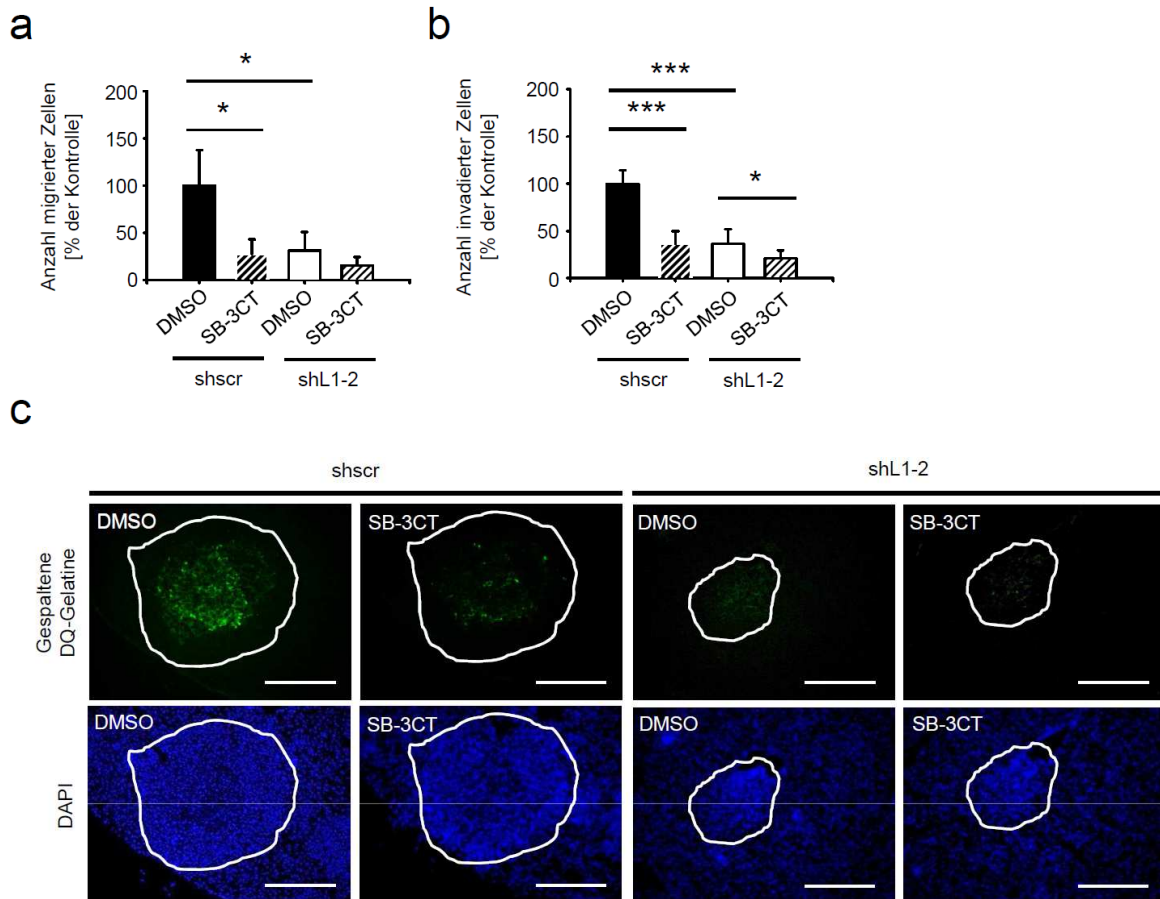 a
Anzahl migrierter Zellen
[% der Kontrolle]
200
150
100
50
0
*
*
DMSO
SB-3CT
DMSO
SB-3CT
shscr
shL1-2
b
Anzahl invadierter Zellen
[% der Kontrolle]
200
150
100
50
0
***
***
*
DMSO
SB-3CT
DMSO
SB-3CT
shscr
shL1-2
c
shscr
shL1-2
Gespaltene
DQ-Gelatine
DMSO
SB-3CT
DMSO
SB-3CT
DAPI
DMSO
SB-3CT
DMSO
SB-3CT